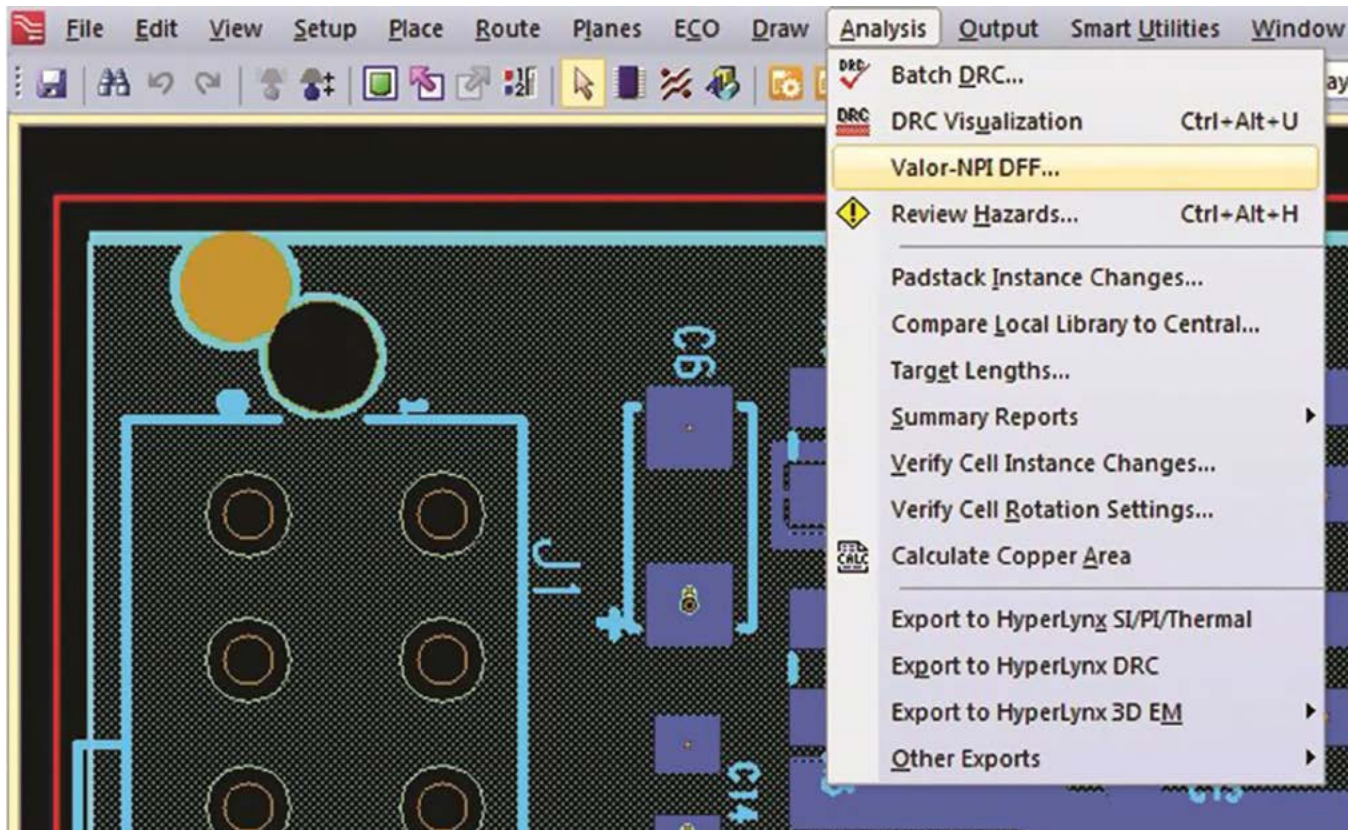 File Edit View Setup Place Route Planes ECO Draw Analysis Output Smart Utilities Window
DRC Batch DRC...
DRC DRC Visualization Ctrl+Alt+U
Valor-NPI DFF...
Review Hazards... Ctrl+Alt+H
Padstack Instance Changes...
Compare Local Library to Central...
Target Lengths...
Summary Reports
Verify Cell Instance Changes...
Verify Cell Rotation Settings...
CALC Calculate Copper Area
Export to HyperLynx SI/PI/Thermal
Export to HyperLynx DRC
Export to HyperLynx 3D EM
Other Exports
C6
J1
C14